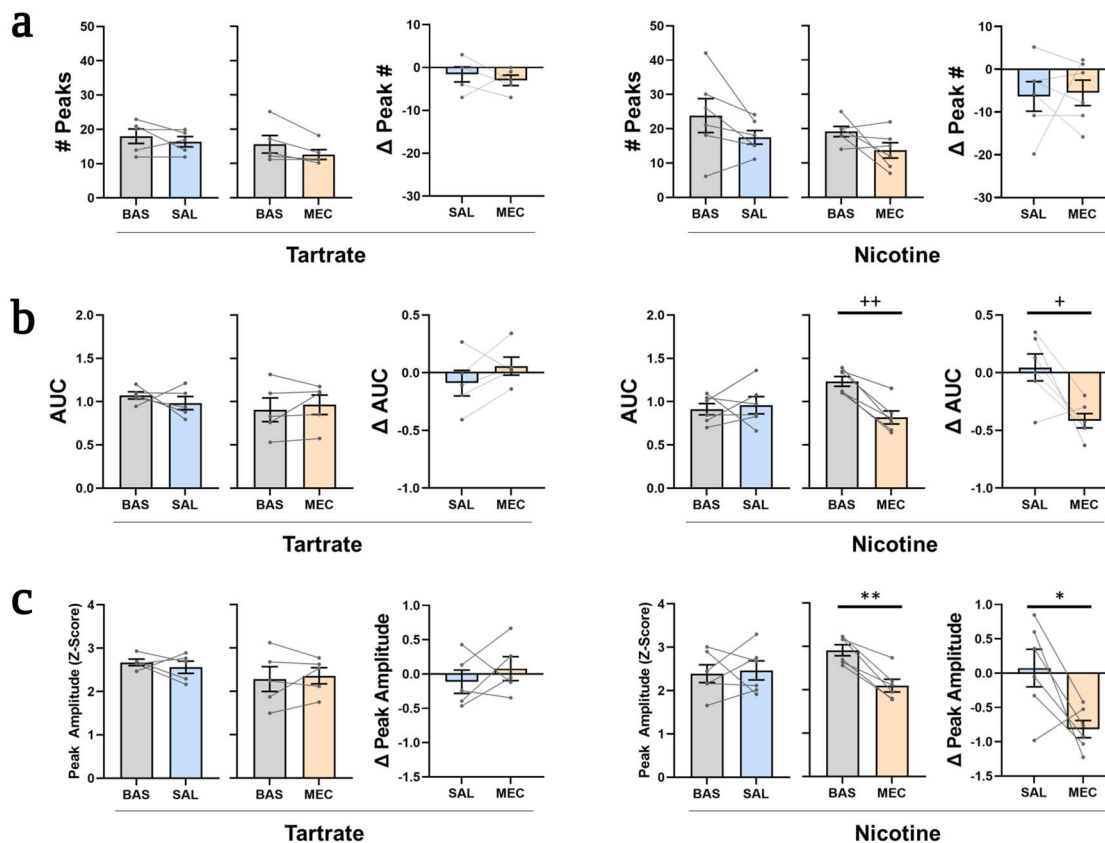 a
# Peaks
50
40
30
20
10
0
BAS SAL
BAS MEC
Δ Peak #
10
0
-10
-20
-30
SAL MEC
Tartrate
# Peaks
50
40
30
20
10
0
BAS SAL
BAS MEC
Δ Peak #
10
0
-10
-20
-30
SAL MEC
Nicotine
b
AUC
2.0
1.5
1.0
0.5
0.0
BAS SAL
BAS MEC
Δ AUC
0.5
0.0
-0.5
-1.0
SAL MEC
Tartrate
AUC
2.0
1.5
1.0
0.5
0.0
BAS SAL
++
BAS MEC
Δ AUC
+
0.5
0.0
-0.5
-1.0
SAL MEC
Nicotine
c
Peak Amplitude (Z-Score)
4
3
2
1
0
BAS SAL
BAS MEC
Δ Peak Amplitude
1.0
0.5
0.0
-0.5
-1.0
-1.5
SAL MEC
Tartrate
Peak Amplitude (Z-Score)
4
3
2
1
0
BAS SAL
**
BAS MEC
Δ Peak Amplitude
*
1.0
0.5
0.0
-0.5
-1.0
-1.5
SAL MEC
Nicotine